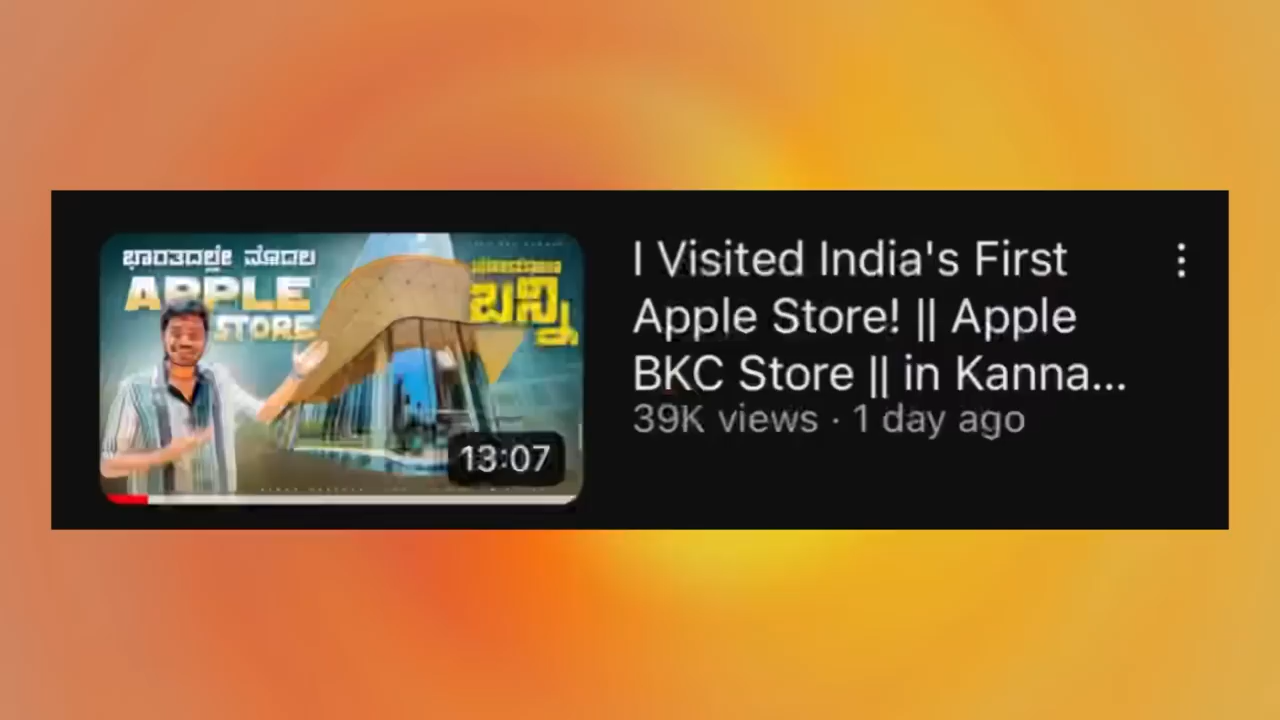 ಭಾರತದಲ್ಲೇ ಮೊದಲ
APPLE
STORE
ಬನ್ನಿ
13:07
I Visited India's First
Apple Store! || Apple
BKC Store || in Kanna...
39K views · 1 day ago